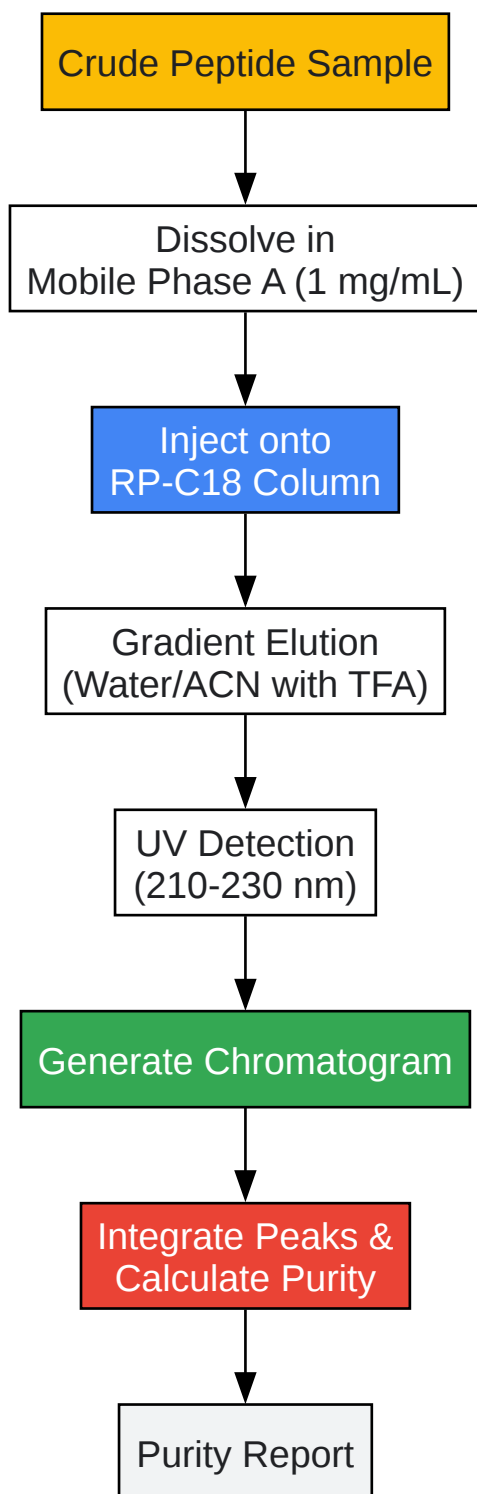 Crude Peptide Sample
Dissolve in
Mobile Phase A (1 mg/mL)
Inject onto
RP-C18 Column
Gradient Elution
(Water/ACN with TFA)
UV Detection
(210-230 nm)
Generate Chromatogram
Integrate Peaks &
Calculate Purity
Purity Report